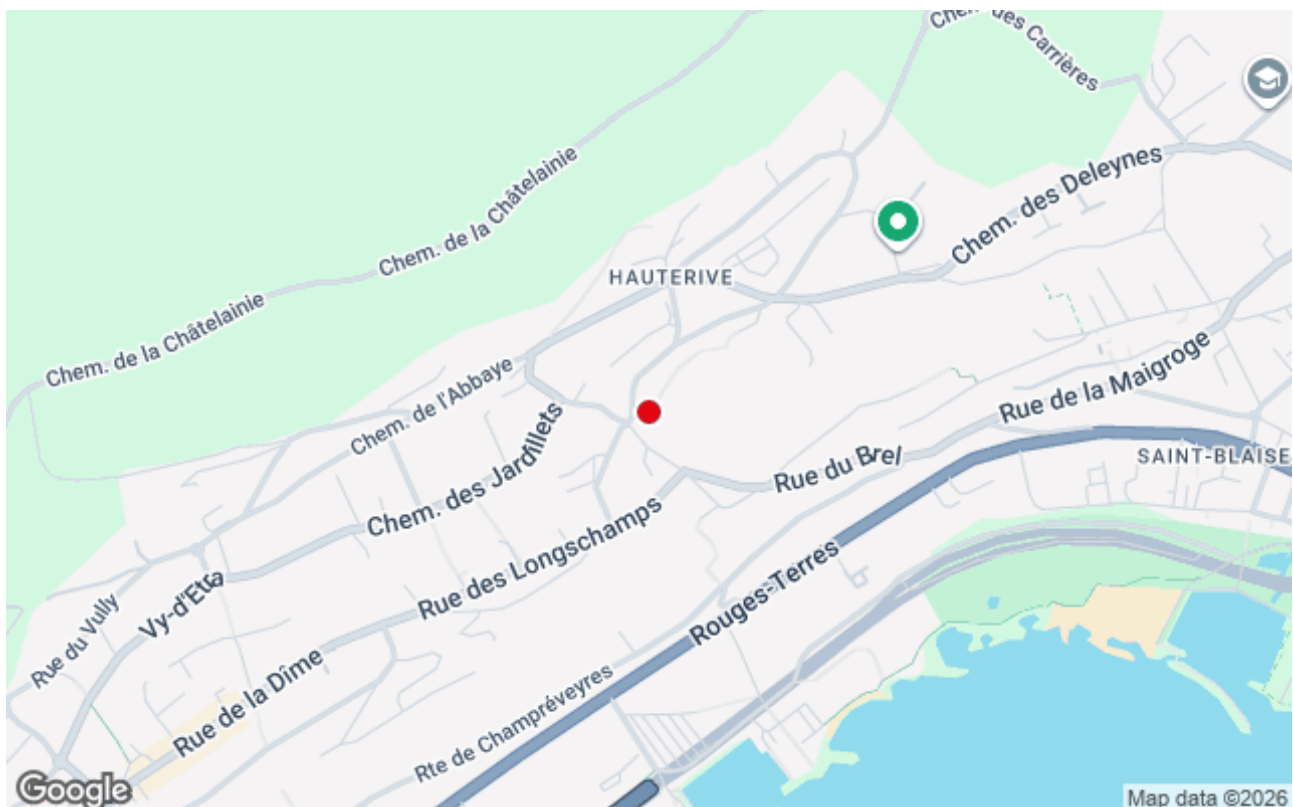 Chem. des Carrières
Chem. des Deleynes
Chem. de la Châtelainie
HAUTERIVE
Chem. de la Châtelainie
Chem. de l'Abbaye
Rue de la Maigroge
Chem. des Jardillets
Rue du Brel
SAINT-BLAISE
Rue des Longschamps
Vy-d'Etra
Rouges-Terres
Rue du Vully
Rue de la Dîme
Rte de Champréveyres
Google
Map data ©2026